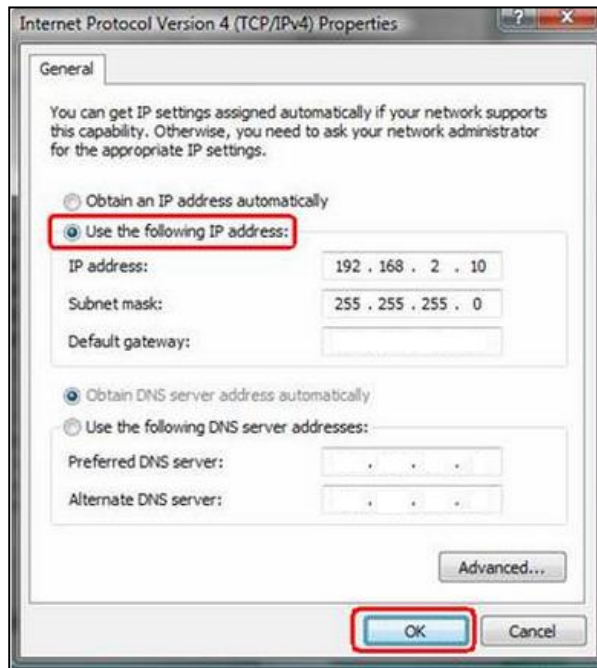 Internet Protocol Version 4 (TCP/IPv4) Properties
General
You can get IP settings assigned automatically if your network supports
this capability. Otherwise, you need to ask your network administrator
for the appropriate IP settings.
Obtain an IP address automatically
Use the following IP address:
IP address: 192 . 168 . 2 . 10
Subnet mask: 255 . 255 . 255 . 0
Default gateway:
Obtain DNS server address automatically
Use the following DNS server addresses:
Preferred DNS server: . . .
Alternate DNS server: . . .
Advanced...
OK Cancel